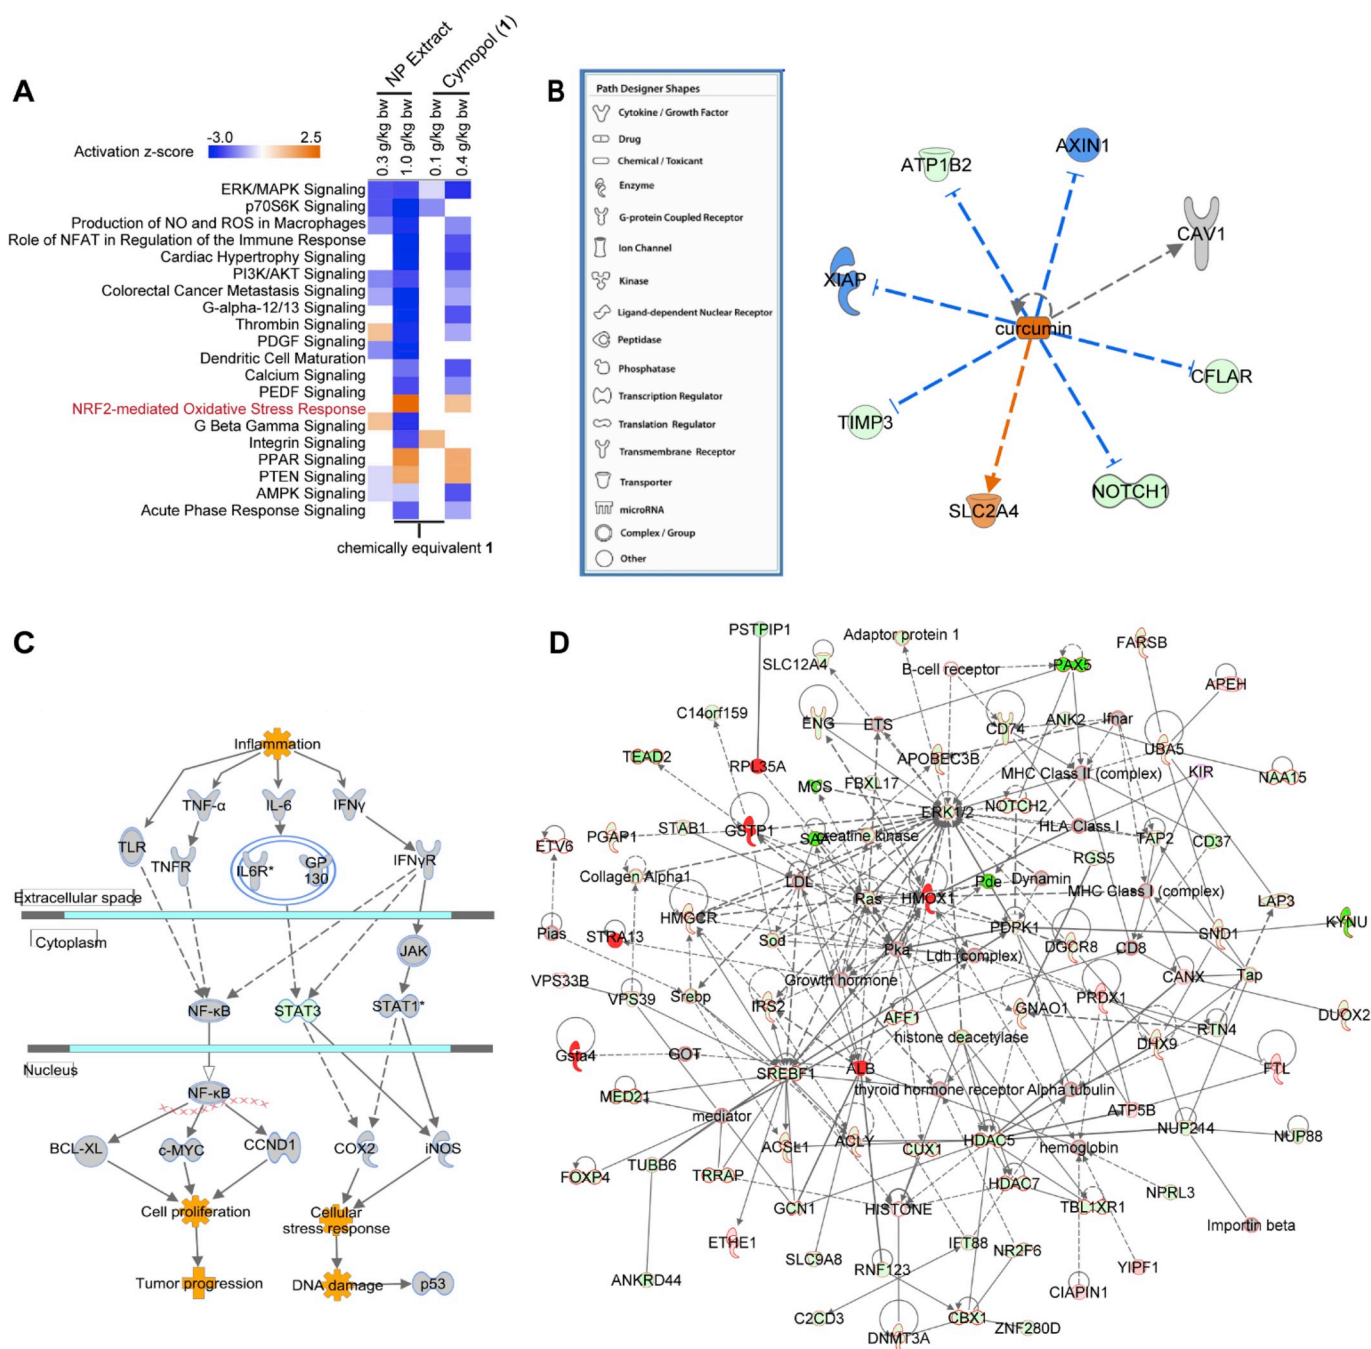 A
NP Extract
Cymopol (1)
Activation z-score
-3.0
2.5
0.3 g/kg bw
1.0 g/kg bw
0.1 g/kg bw
0.4 g/kg bw
ERK/MAPK Signaling
p70S6K Signaling
Production of NO and ROS in Macrophages
Role of NFAT in Regulation of the Immune Response
Cardiac Hypertrophy Signaling
PI3K/AKT Signaling
Colorectal Cancer Metastasis Signaling
G-alpha-12/13 Signaling
Thrombin Signaling
PDGF Signaling
Dendritic Cell Maturation
Calcium Signaling
PEDF Signaling
NRF2-mediated Oxidative Stress Response
G Beta Gamma Signaling
Integrin Signaling
PPAR Signaling
PTEN Signaling
AMPK Signaling
Acute Phase Response Signaling
chemically equivalent 1
B
Path Designer Shapes
Cytokine / Growth Factor
Drug
Chemical / Toxicant
Enzyme
G-protein Coupled Receptor
Ion Channel
Kinase
Ligand-dependent Nuclear Receptor
Peptidase
Phosphatase
Transcription Regulator
Translation Regulator
Transmembrane Receptor
Transporter
microRNA
Complex / Group
Other
ATP1B2
AXIN1
CAV1
XIAP
curcumin
CFLAR
TIMP3
NOTCH1
SLC2A4
C
Inflammation
TNF-α
IL-6
IFNγ
TLR
TNFR
IL6R*
GP
130
IFNγR
Extracellular space
Cytoplasm
JAK
NF-κB
STAT3
STAT1*
Nucleus
NF-κB
BCL-XL
c-MYC
CCND1
COX2
iNOS
Cell proliferation
Cellular
stress response
Tumor progression
DNA damage
p53
D
PSTPIP1
Adaptor protein 1
FARSB
SLC12A4
B-cell receptor
PAX5
APEH
C14orf159
ENG
ETS
CD74
ANK2
Ifnar
UBA5
TEAD2
RPL35A
APOBEC3B
MHC Class II (complex)
KIR
NAA15
MOS
FBXL17
ERK1/2
NOTCH2
HLA Class I
TAP2
CD37
PGAP1
STAB1
GSTP1
creatine kinase
ETV6
SAA
RGS5
Collagen Alpha1
LDL
Pde
Dynamin
MHC Class I (complex)
LAP3
HMGCR
Ras
HMOX1
KYNU
Pias
STRA13
Sod
Pka
PDPK1
DGCR8
CD8
SND1
Ldh (complex)
VPS33B
Growth hormone
CANX
Tap
VPS39
Srebp
IRS2
AFF1
GNAO1
PRDX1
DUOX2
RTN4
Gsta4
GOT
histone deacetylase
DHX9
FTL
SREBF1
ALB
thyroid hormone receptor
Alpha tubulin
MED21
mediator
ATP5B
NUP214
NUP88
ACSL1
ACLY
CUX1
HDAC5
hemoglobin
FOXP4
TUBB6
TRRAP
HDAC7
NPRL3
GCN1
HISTONE
TBL1XR1
Importin beta
ETHE1
SLC9A8
IFT88
NR2F6
YIPF1
ANKRD44
RNF123
CIAPIN1
C2CD3
CBX1
ZNF280D
DNMT3A